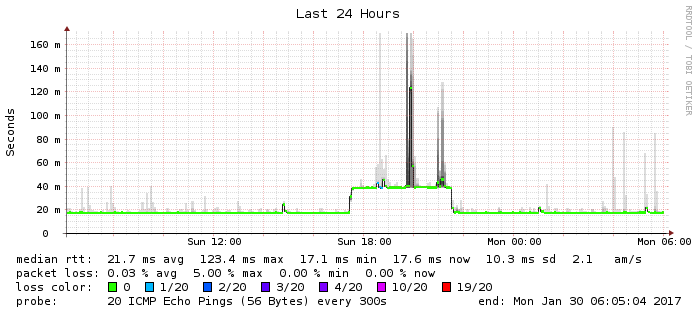 Last 24 Hours
RRDTOOL / TOBI OETIKER
Seconds
160 m
140 m
120 m
100 m
80 m
60 m
40 m
20 m
0
Sun 12:00 Sun 18:00 Mon 00:00 Mon 06:00
median rtt: 21.7 ms avg 123.4 ms max 17.1 ms min 17.6 ms now 10.3 ms sd 2.1 am/s
packet loss: 0.03 % avg 5.00 % max 0.00 % min 0.00 % now
loss color: 0 1/20 2/20 3/20 4/20 10/20 19/20
probe: 20 ICMP Echo Pings (56 Bytes) every 300s end: Mon Jan 30 06:05:04 2017